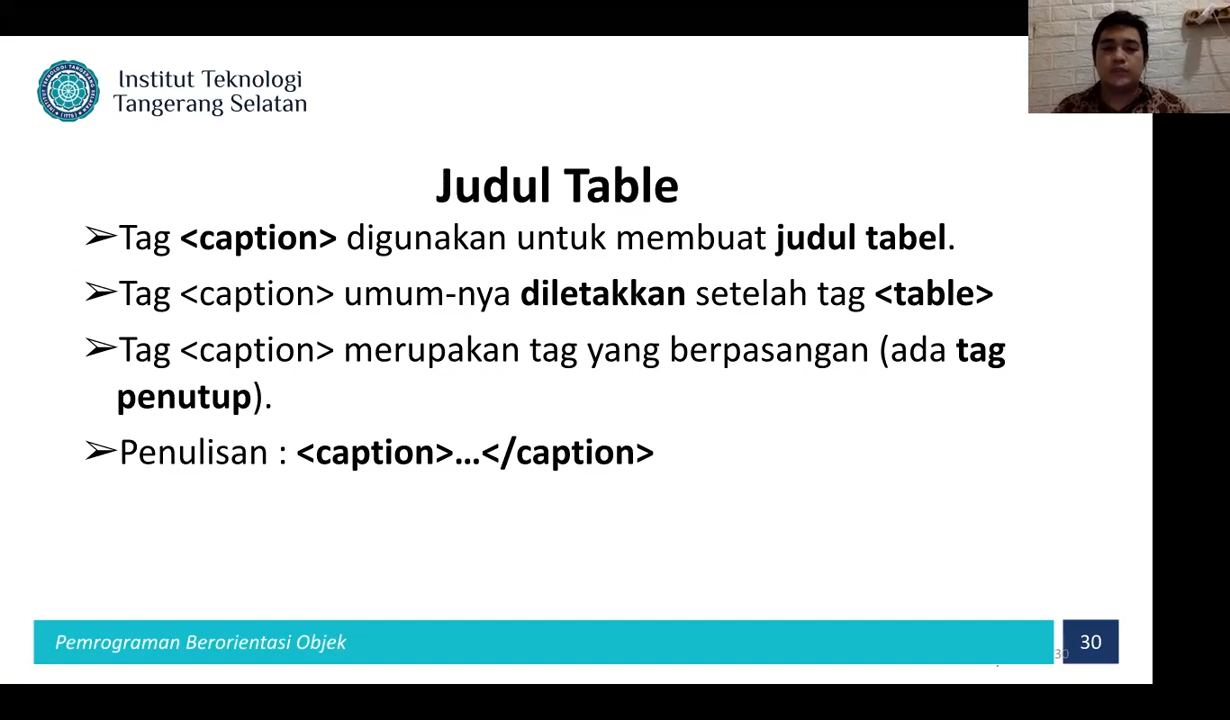 Institut Teknologi
Tangerang Selatan
Judul Table
➢Tag <caption> digunakan untuk membuat judul tabel.
➢Tag <caption> umum-nya diletakkan setelah tag <table>
➢Tag <caption> merupakan tag yang berpasangan (ada tag
penutup).
➢Penulisan : <caption>…</caption>
Pemrograman Berorientasi Objek
30
30